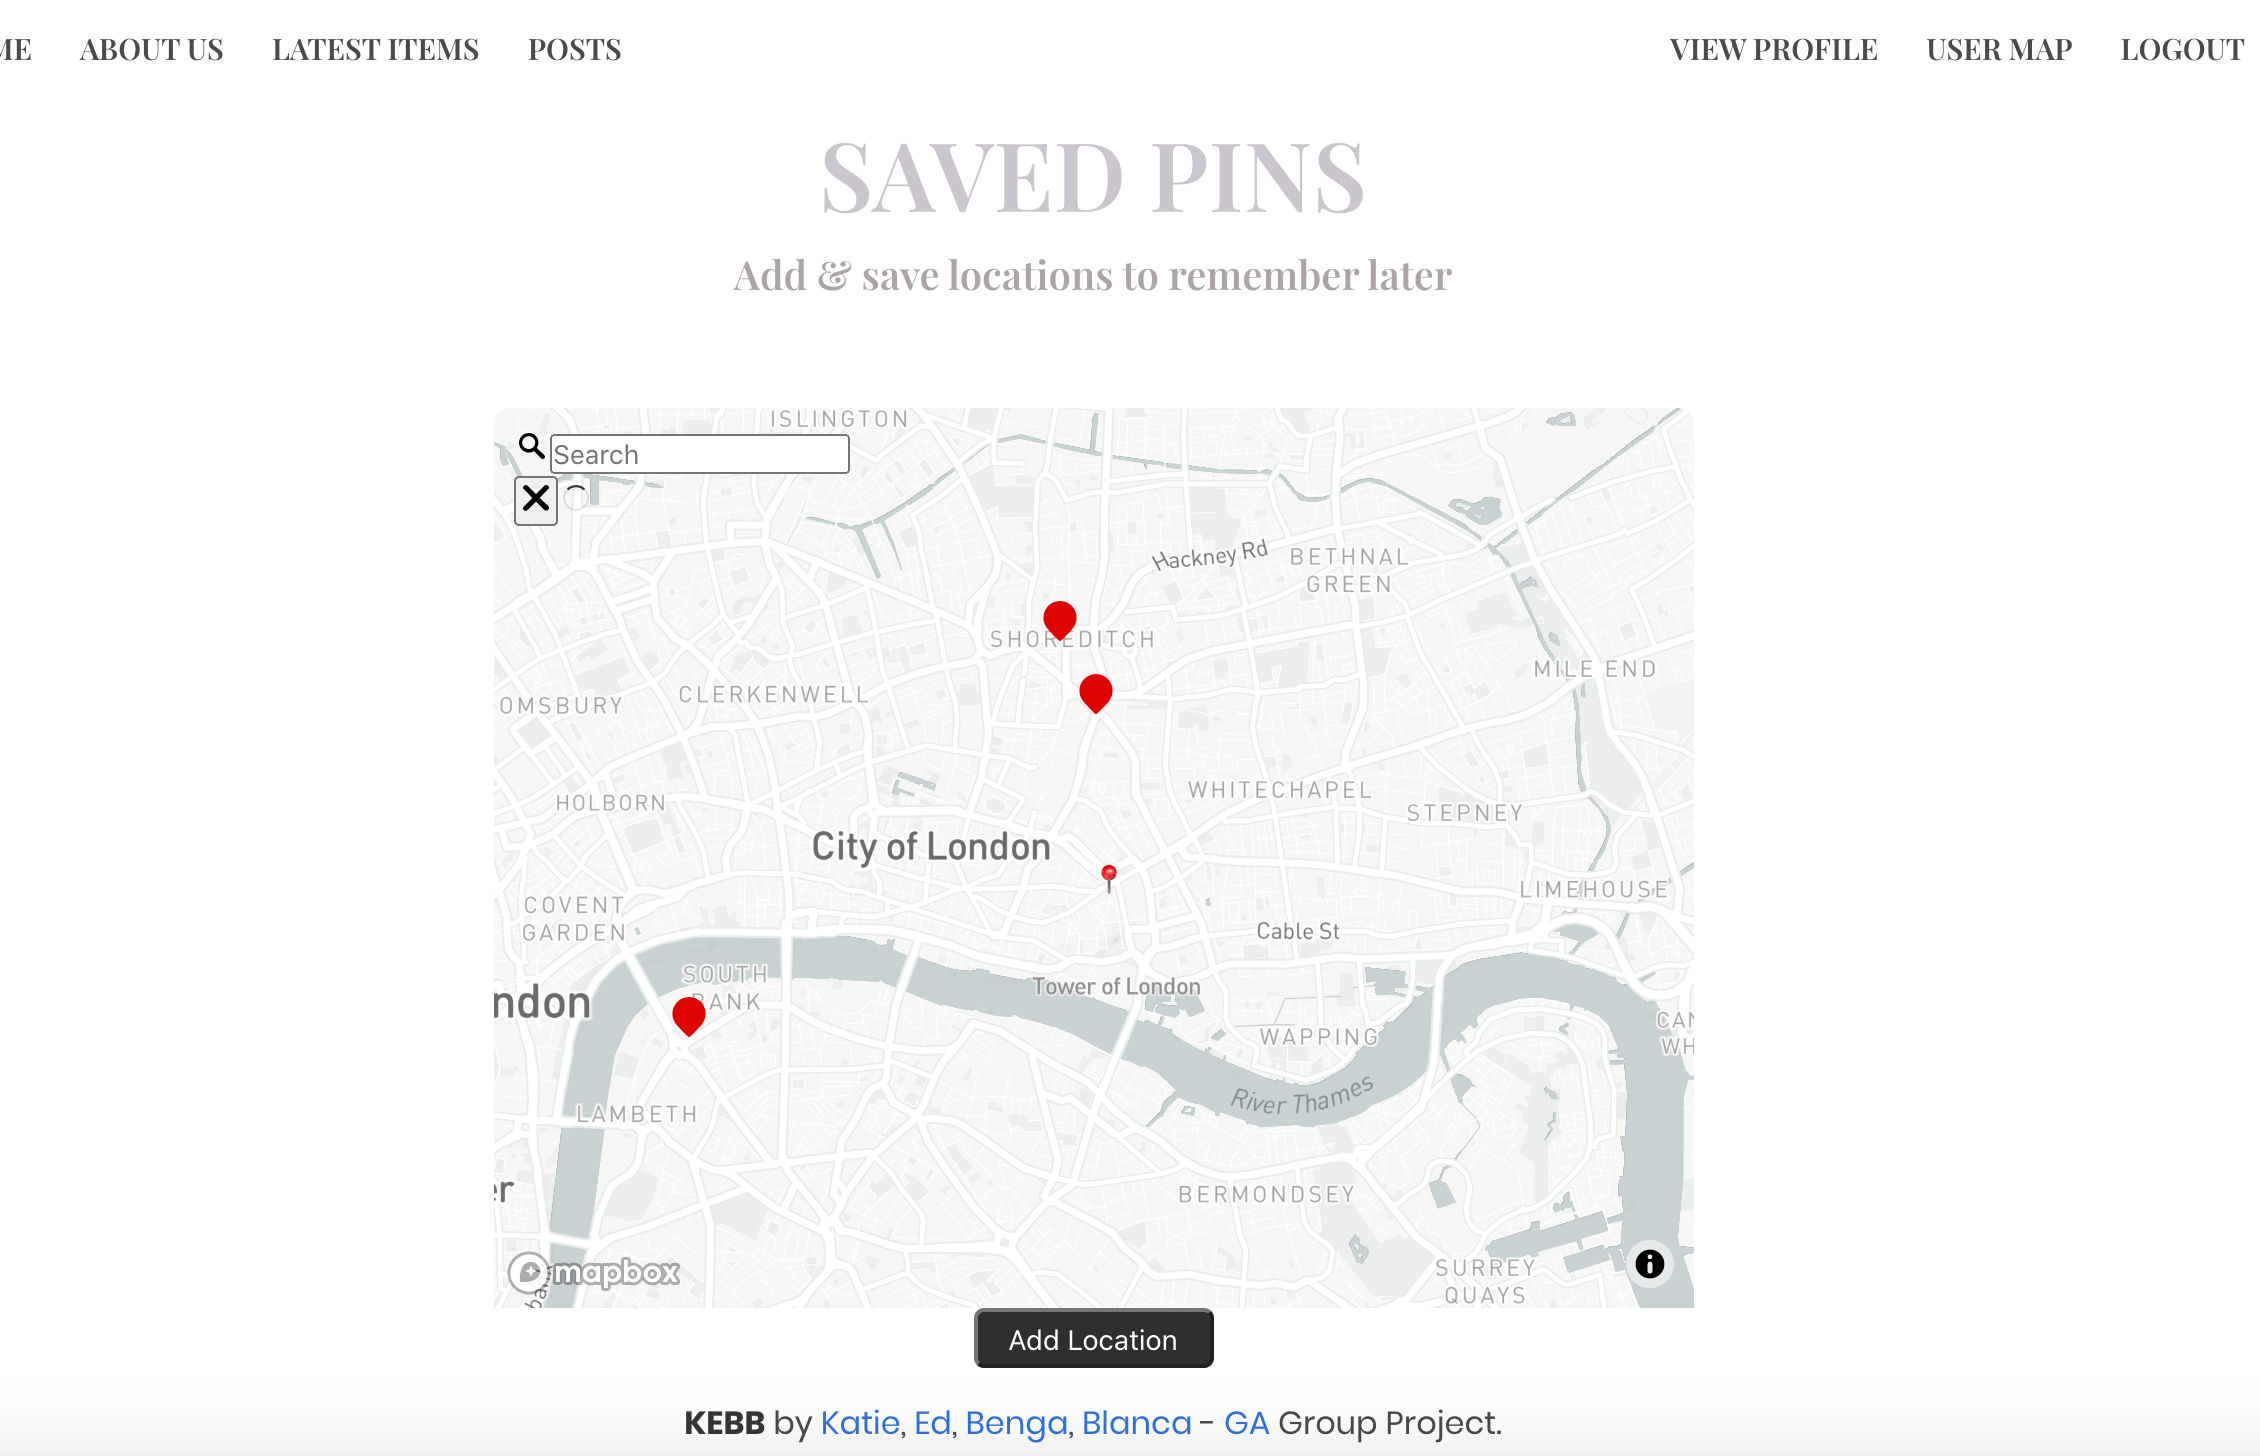 ME ABOUT US LATEST ITEMS POSTS VIEW PROFILE USER MAP LOGOUT
SAVED PINS
Add & save locations to remember later
ISLINGTON
Search
Hackney Rd
BETHNAL
GREEN
SHOREDITCH
MILE END
CLERKENWELL
OMSBURY
WHITECHAPEL
HOLBORN
STEPNEY
City of London
LIMEHOUSE
COVENT
GARDEN
Cable St
SOUTH
BANK
Tower of London
ndon
CAN
WH
WAPPING
River Thames
LAMBETH
er
BERMONDSEY
mapbox
SURREY
QUAYS
Add Location
KEBB by Katie, Ed, Benga, Blanca - GA Group Project.